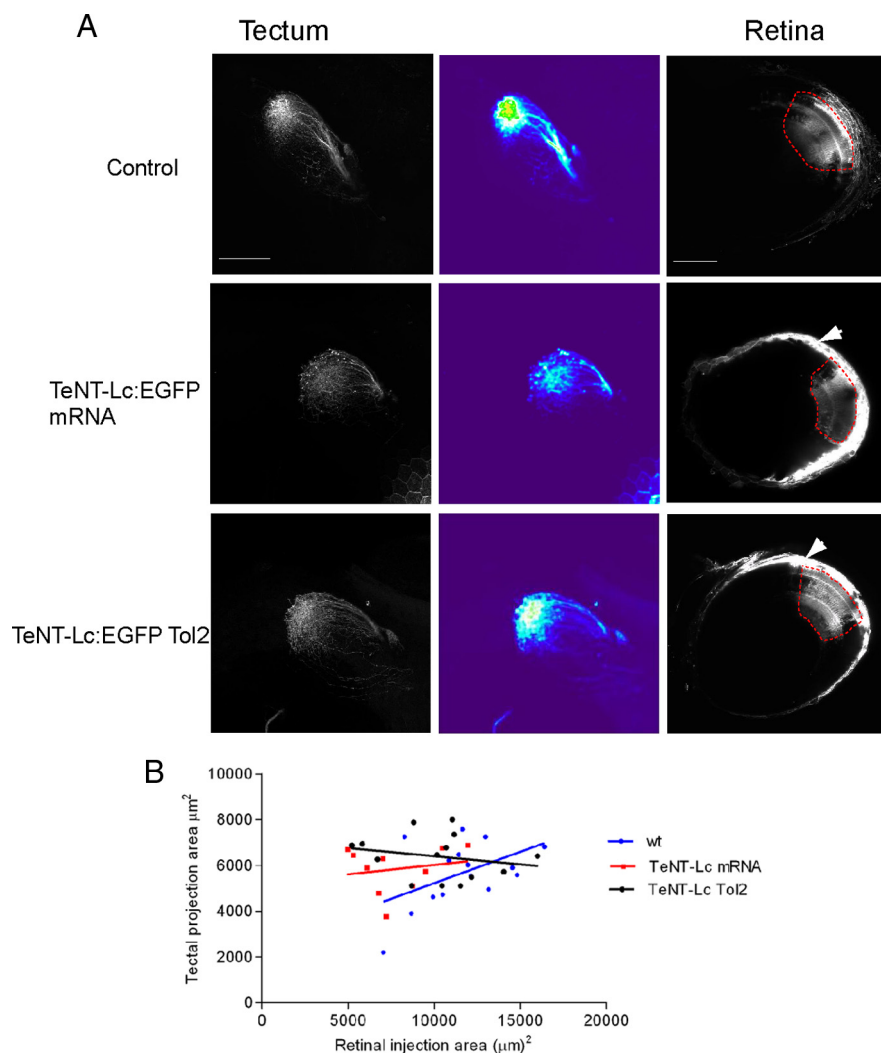 A
Tectum
Retina
Control
TeNT-Lc:EGFP
mRNA
TeNT-Lc:EGFP Tol2
B
Tectal projection area µm²
10000
8000
6000
4000
2000
0
0
5000
10000
15000
20000
Retinal injection area (µm)²
wt
TeNT-Lc mRNA
TeNT-Lc Tol2